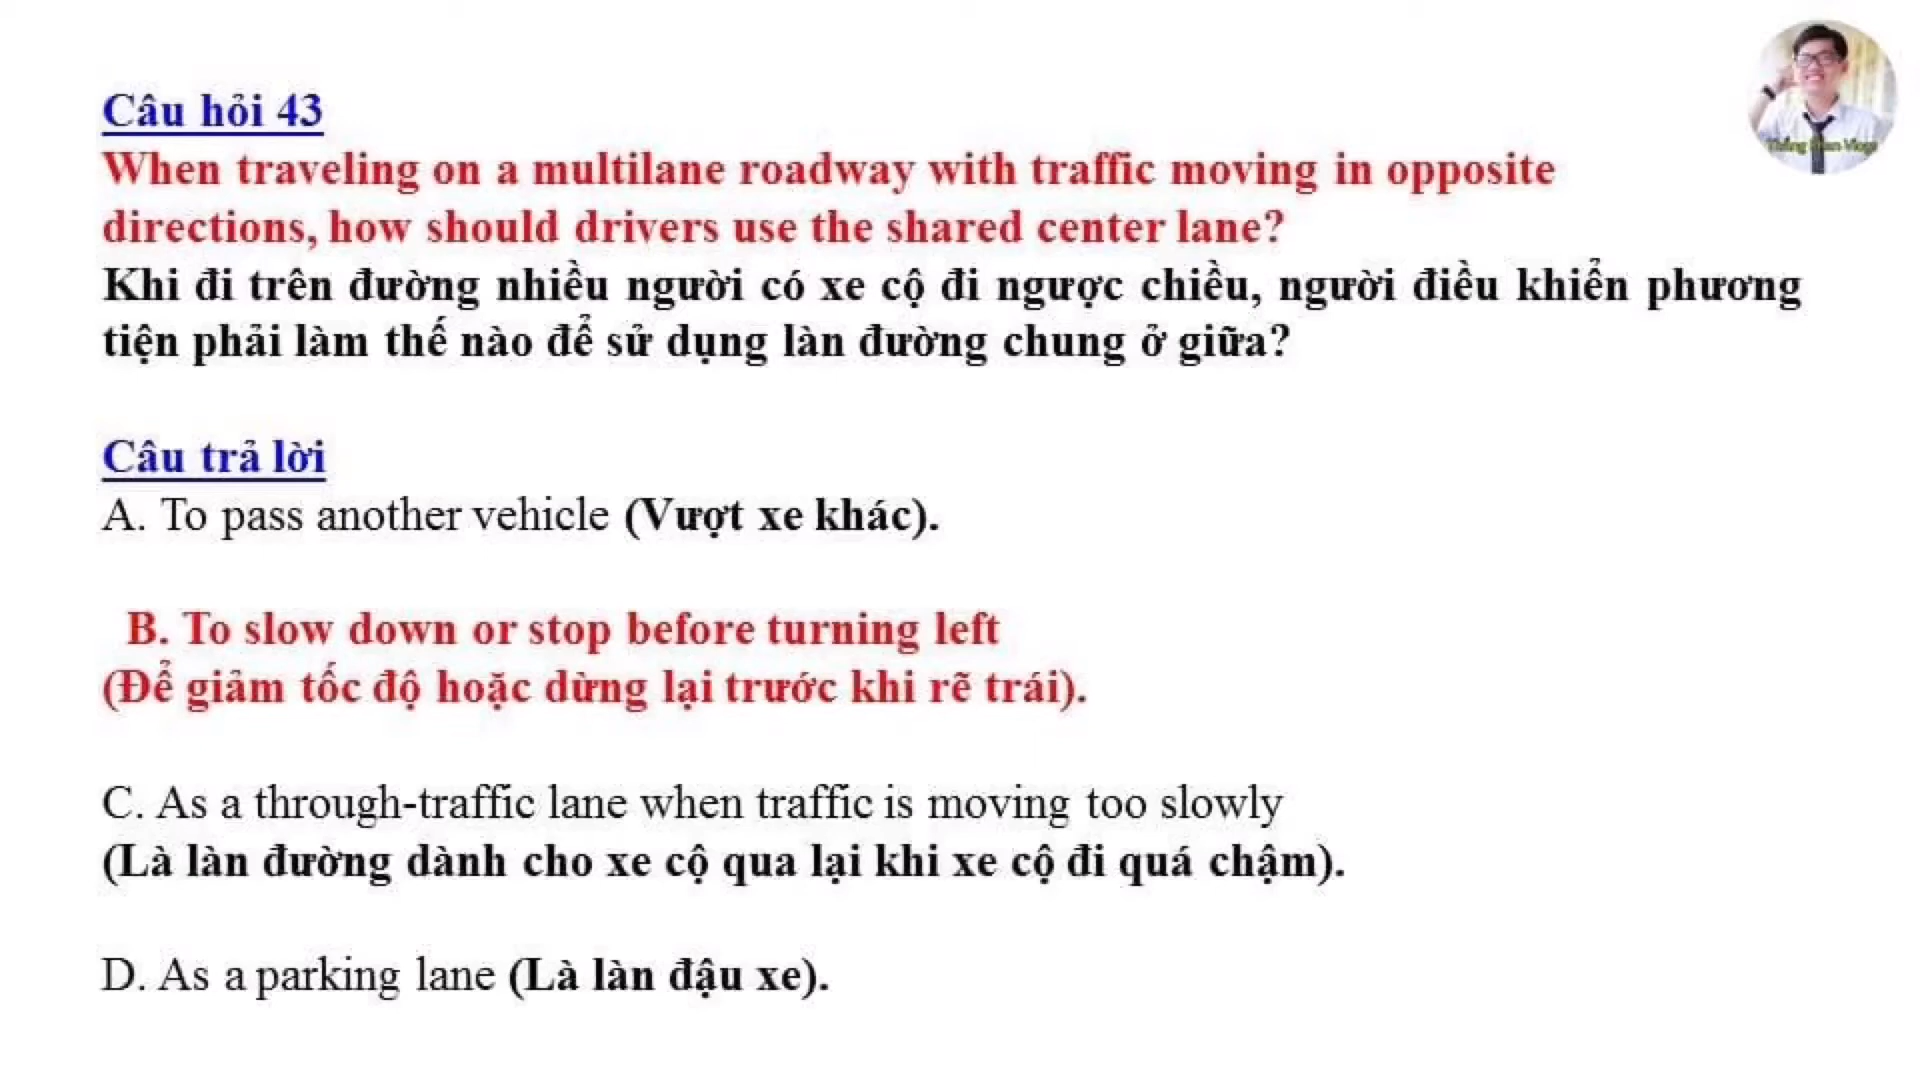 Câu hỏi 43
When traveling on a multilane roadway with traffic moving in opposite
directions, how should drivers use the shared center lane?
Khi đi trên đường nhiều người có xe cộ đi ngược chiều, người điều khiển phương
tiện phải làm thế nào để sử dụng làn đường chung ở giữa?
Câu trả lời
A. To pass another vehicle (Vượt xe khác).
B. To slow down or stop before turning left
(Để giảm tốc độ hoặc dừng lại trước khi rẽ trái).
C. As a through-traffic lane when traffic is moving too slowly
(Là làn đường dành cho xe cộ qua lại khi xe cộ đi quá chậm).
D. As a parking lane (Là làn đậu xe).